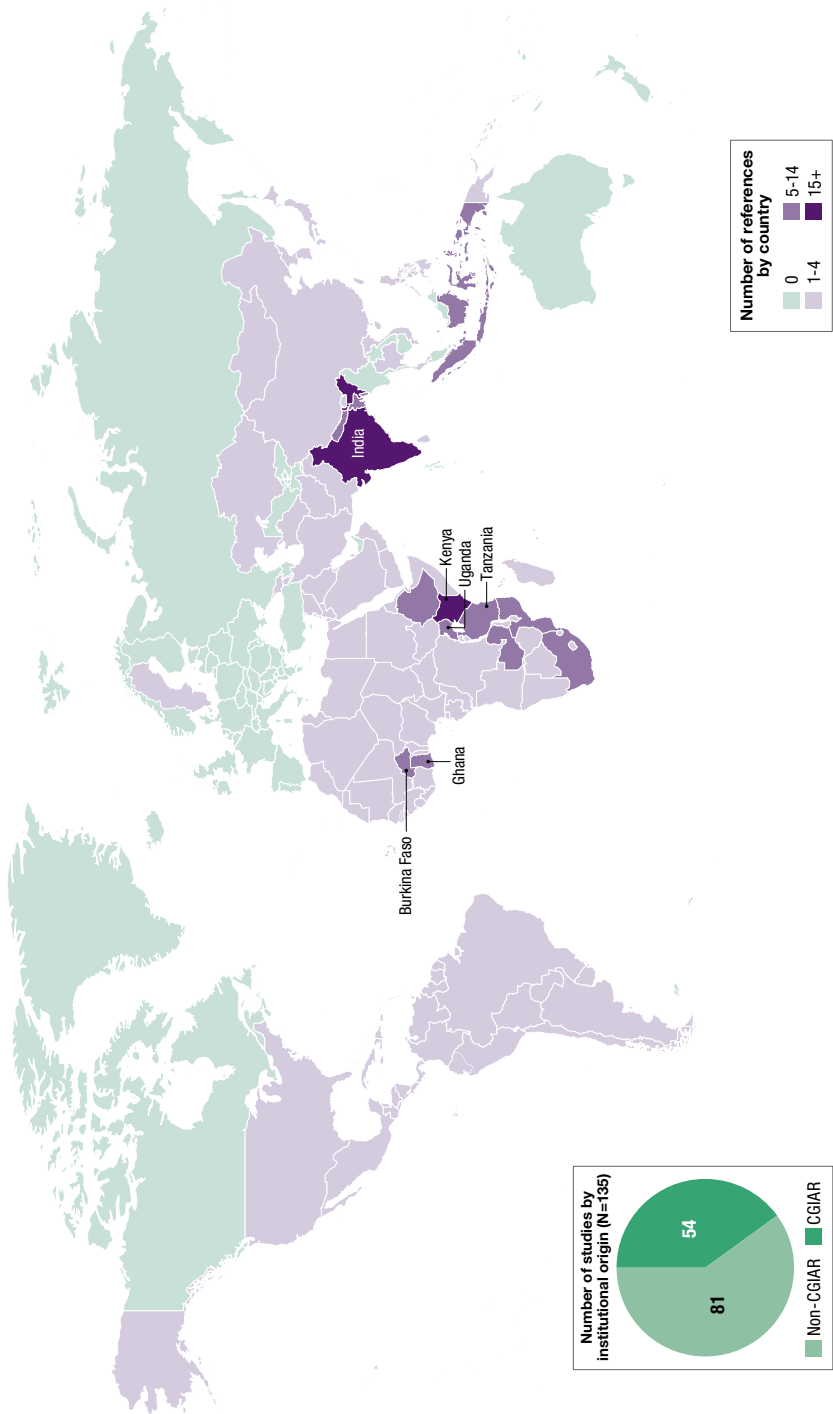 India
Kenya
Uganda
Tanzania
Ghana
Burkina Faso
Number of studies by
institutional origin (N=135)
54
81
Non-CGIAR
CGIAR
Number of references
by country
0
5-14
1-4
15+